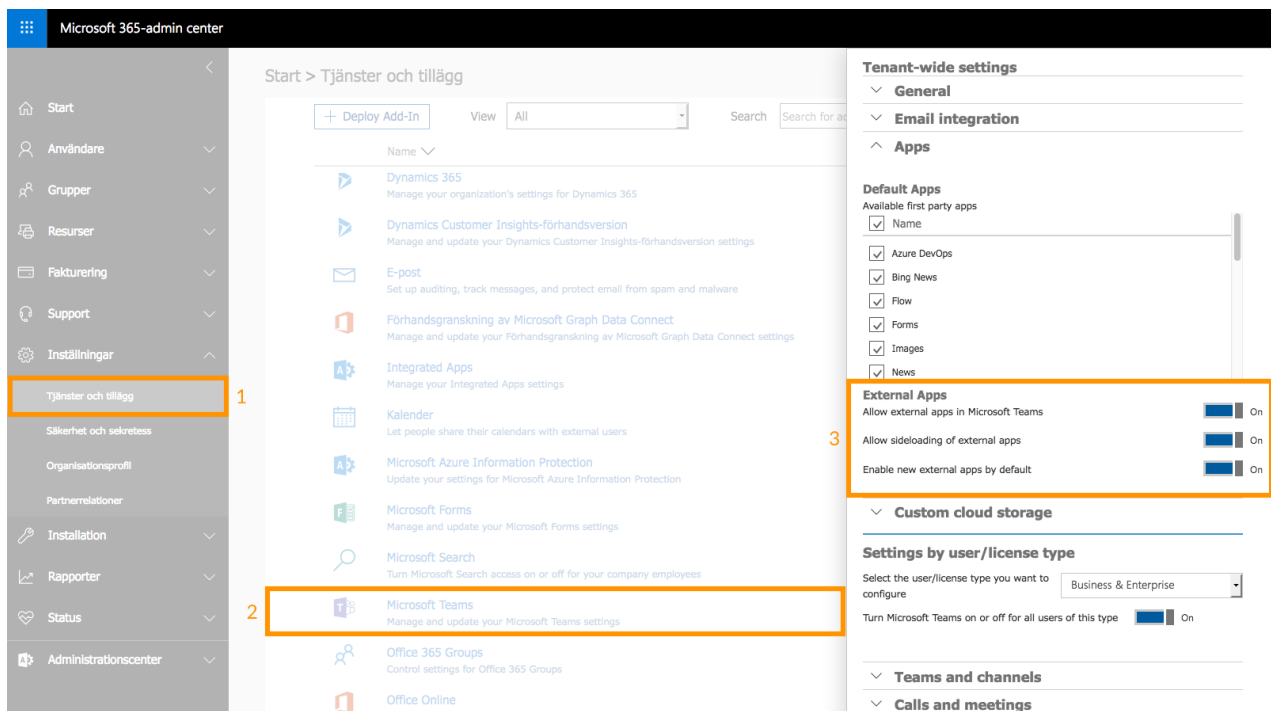 Microsoft 365-admin center
Start
Användare
Grupper
Resurser
Fakturering
Support
Inställningar
Tjänster och tillägg
1
Säkerhet och sekretess
Organisationsprofil
Partnerrelationer
Installation
Rapporter
Status
Administrationscenter
Start > Tjänster och tillägg
+ Deploy Add-In
View
All
Search
Search for ad
Name
Dynamics 365
Manage your organization's settings for Dynamics 365
Dynamics Customer Insights-förhandsversion
Manage and update your Dynamics Customer Insights-förhandsversion settings
E-post
Set up auditing, track messages, and protect email from spam and malware
Förhandsgranskning av Microsoft Graph Data Connect
Manage and update your Förhandsgranskning av Microsoft Graph Data Connect settings
Integrated Apps
Manage your Integrated Apps settings
Kalender
Let people share their calendars with external users
Microsoft Azure Information Protection
Update your settings for Microsoft Azure Information Protection
Microsoft Forms
Manage and update your Microsoft Forms settings
Microsoft Search
Turn Microsoft Search access on or off for your company employees
2
Microsoft Teams
Manage and update your Microsoft Teams settings
Office 365 Groups
Control settings for Office 365 Groups
Office Online
Tenant-wide settings
General
Email integration
Apps
Default Apps
Available first party apps
Name
Azure DevOps
Bing News
Flow
Forms
Images
News
3
External Apps
Allow external apps in Microsoft Teams
On
Allow sideloading of external apps
On
Enable new external apps by default
On
Custom cloud storage
Settings by user/license type
Select the user/license type you want to
configure
Business & Enterprise
Turn Microsoft Teams on or off for all users of this type
On
Teams and channels
Calls and meetings